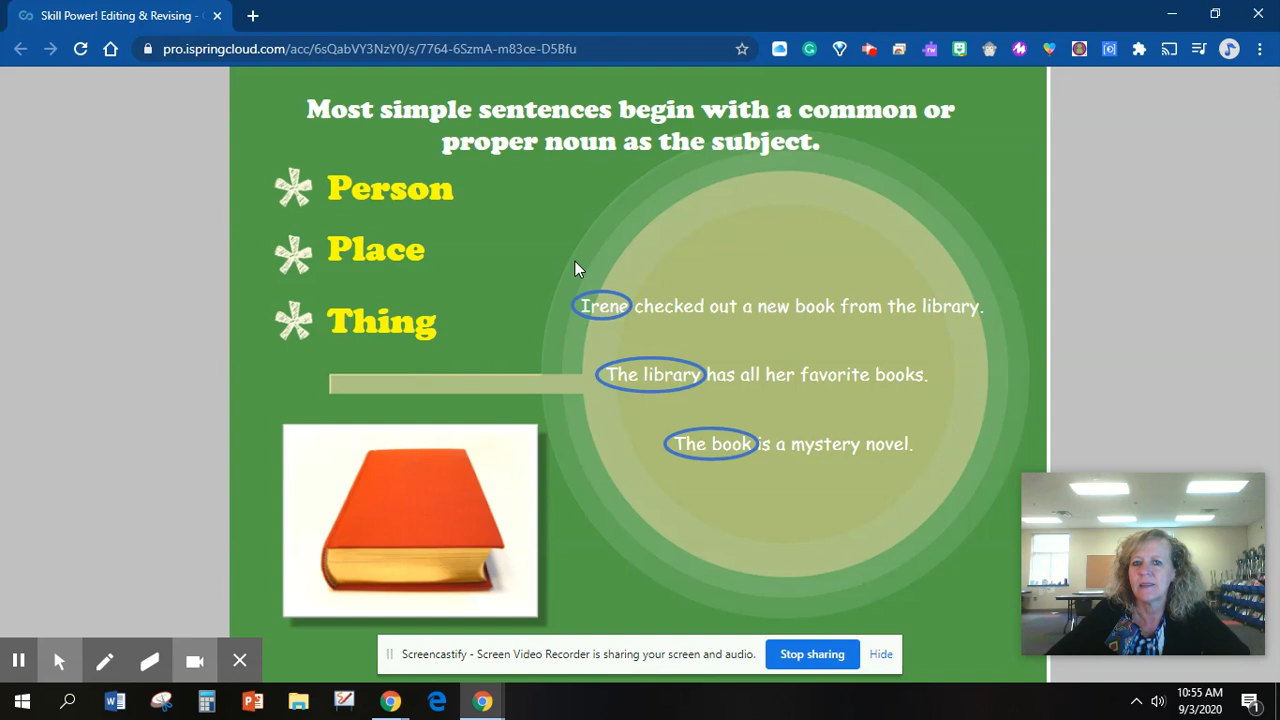 Skill Power! Editing & Revising -
pro.ispringcloud.com/acc/6sQabVY3NzY0/s/7764-6SzmA-m83ce-D5Bfu
Most simple sentences begin with a common or
proper noun as the subject.
Person
Place
Thing
Irene checked out a new book from the library.
The library has all her favorite books.
The book is a mystery novel.
Screencastify - Screen Video Recorder is sharing your screen and audio.
Stop sharing
Hide
10:55 AM
9/3/2020